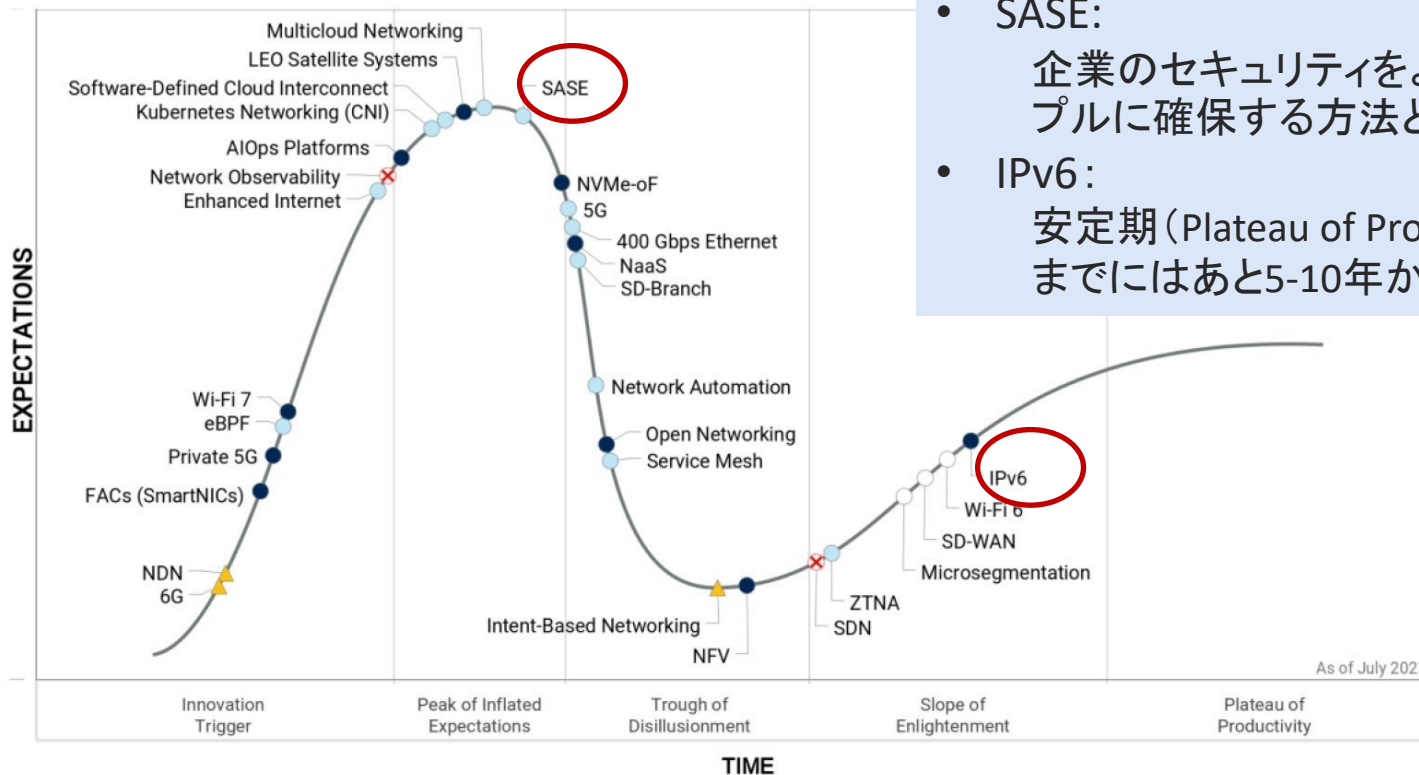 Multicloud Networking
LEO Satellite Systems
Software-Defined Cloud Interconnect
Kubernetes Networking (CNI)
AIOps Platforms
Network Observability
Enhanced Internet
SASE
NVMe-oF
5G
400 Gbps Ethernet
NaaS
SD-Branch
Wi-Fi 7
eBPF
Private 5G
FACs (SmartNICs)
NDN
6G
Network Automation
Open Networking
Service Mesh
Intent-Based Networking
NFV
IPv6
Wi-Fi 6
SD-WAN
Microsegmentation
ZTNA
SDN
EXPECTATIONS
• SASE:
企業のセキュリティを
プルに確保する方法と
• IPv6:
安定期(Plateau of Pro
までにはあと5-10年か
As of July 202
Innovation
Trigger
Peak of Inflated
Expectations
Trough of
Disillusionment
Slope of
Enlightenment
Plateau of
Productivity
TIME